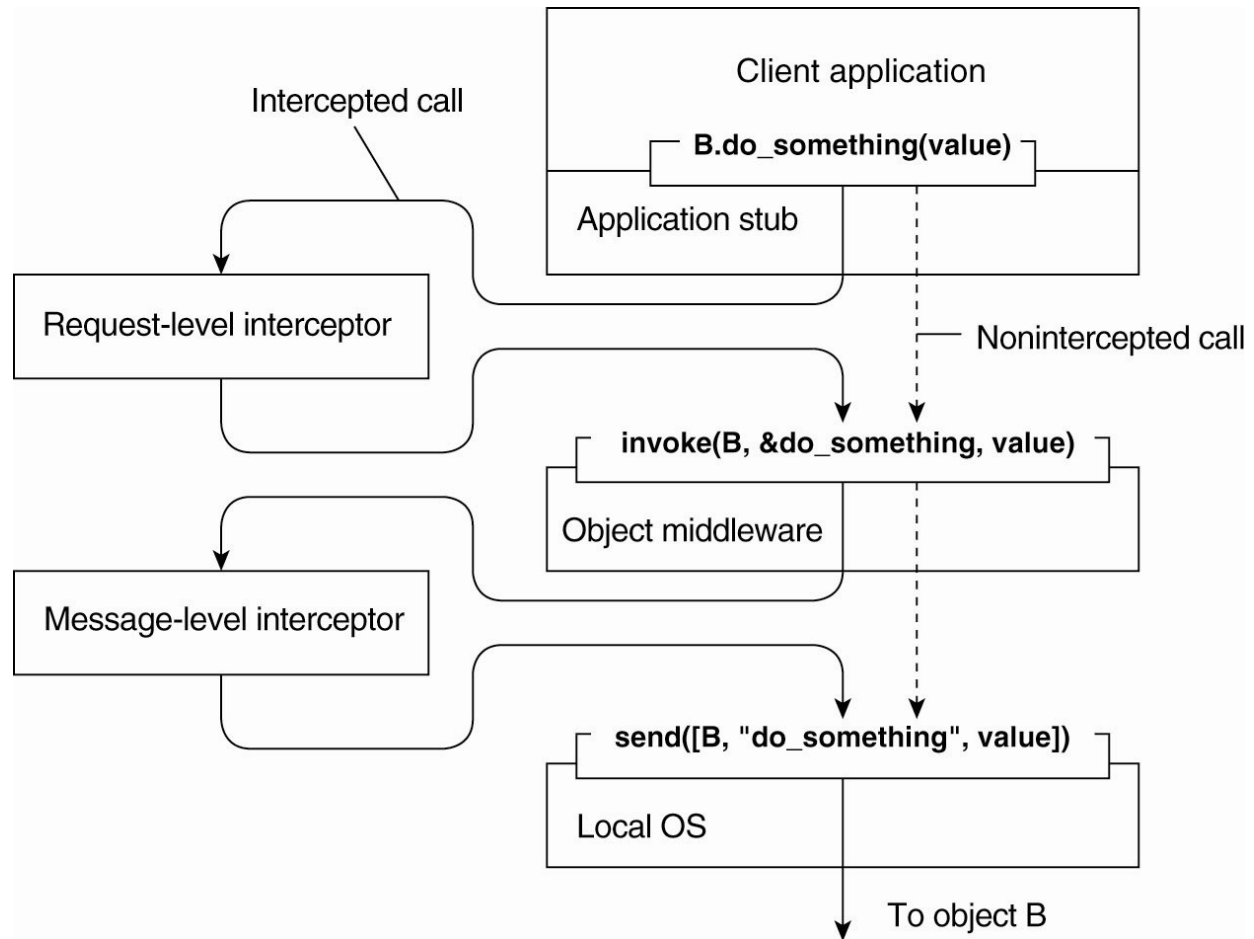 Client application
Intercepted call
B.do_something(value)
Application stub
Request-level interceptor
Nonintercepted call
invoke(B, &do_something, value)
Object middleware
Message-level interceptor
send([B, "do_something", value])
Local OS
To object B